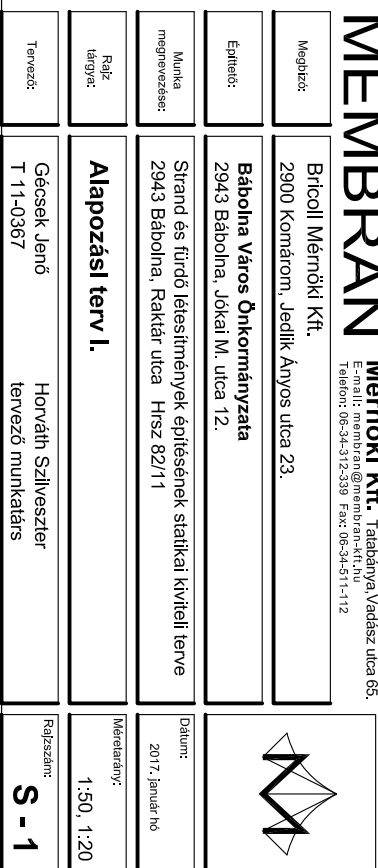 MEMBRAN Mérnöki Kft. Tatabánya, Vadász utca 65.
E-mail: membran@membran-kft.hu
Telefon: 06-34-312-339 Fax: 06-34-511-112
Megbízó:
Bricoll Mérnöki Kft.
2900 Komárom, Jedlik Ányos utca 23.
Építtető:
Bábolna Város Önkormányzata
2943 Bábolna, Jókai M. utca 12.
Munka
megnevezése:
Strand és fürdő létesítmények építésének statikai kiviteli terve
2943 Bábolna, Raktár utca Hrsz 82/11
Dátum:
2017. január hó
Rajz
tárgya:
Alapozási terv I.
Méretarány:
1:50, 1:20
Tervező:
Gécsek Jenő Horváth Szilveszter
T 11-0367 tervező munkatárs
Rajzszám:
S - 1